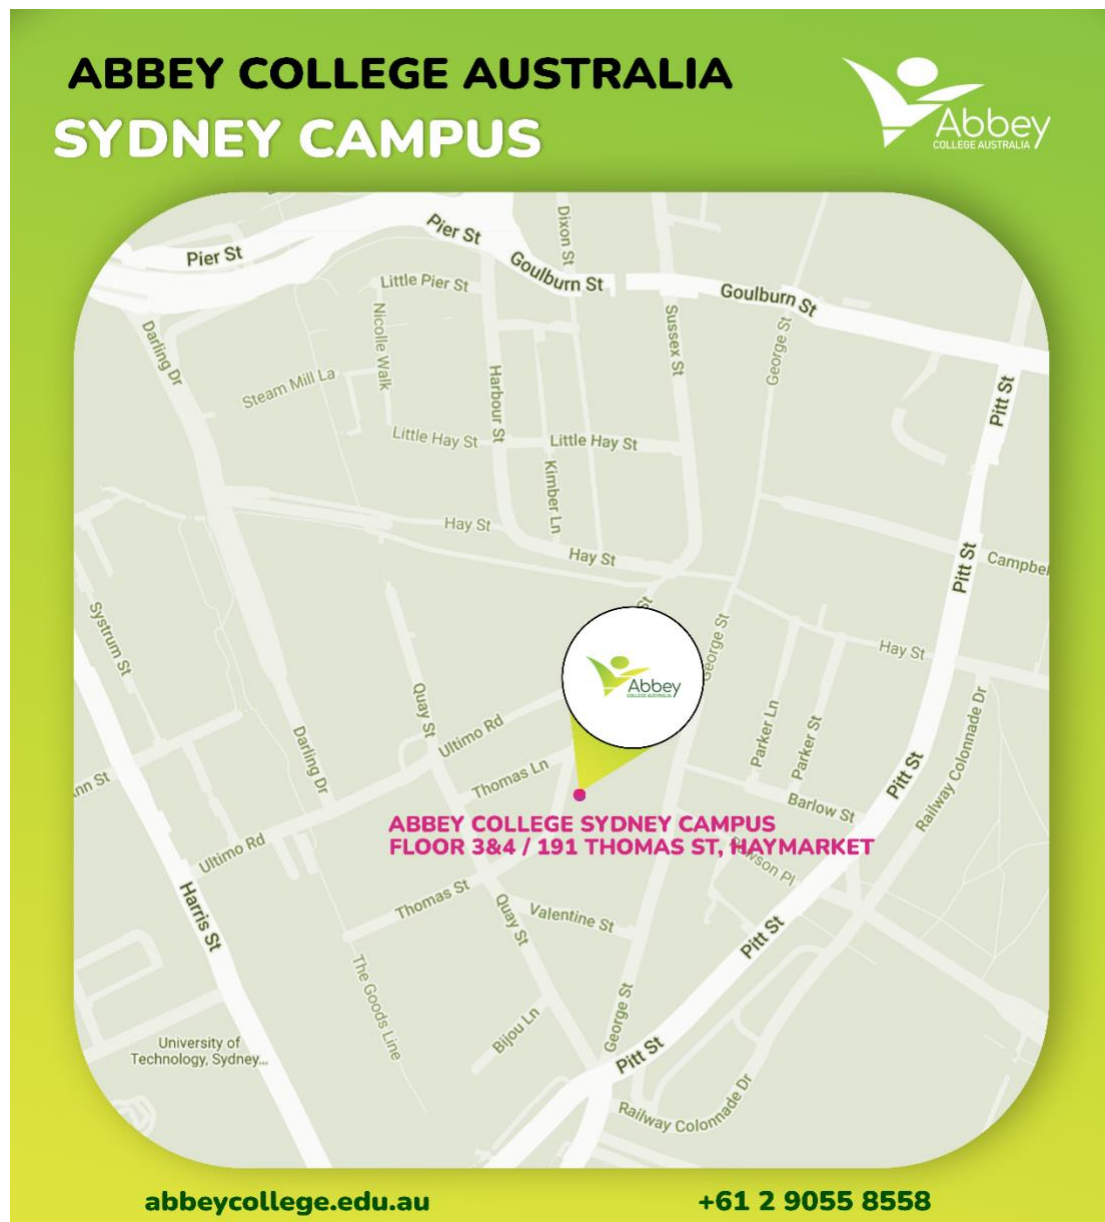 ABBEY COLLEGE AUSTRALIA
SYDNEY CAMPUS
Abbey
COLLEGE AUSTRALIA
Pier St
Pier St
Dixon St
Goulburn St
Goulburn St
Little Pier St
Nicolle Walk
Darling Dr
Steam Mill La
Harbour St
Sussex St
George St
Pitt St
Little Hay St
Little Hay St
Kimber Ln
Hay St
Hay St
Pitt St
Campbel
Systrum St
St
George St
Hay St
Abbey
COLLEGE AUSTRALIA
Quay St
Ultimo Rd
Darling Dr
Thomas Ln
Parker Ln
Parker St
Railway Colonnade Dr
Pitt St
nn St
Barlow St
ABBEY COLLEGE SYDNEY CAMPUS
FLOOR 3&4 / 191 THOMAS ST, HAYMARKET
Ultimo Rd
Pl
Harris St
Thomas St
Quay St
Valentine St
Pitt St
The Goods Line
George St
Bijou Ln
University of
Technology, Sydney...
Pitt St
Railway Colonnade Dr
abbeycollege.edu.au
+61 2 9055 8558